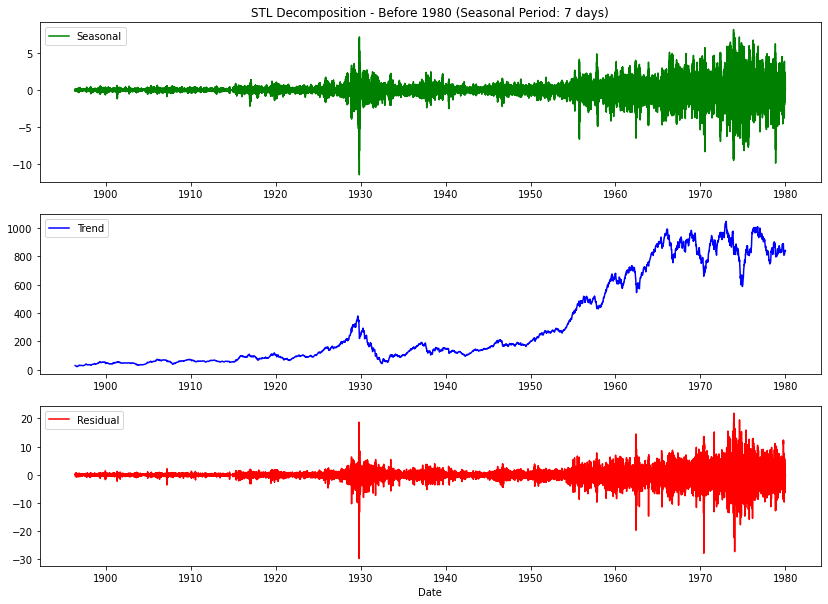 STL Decomposition - Before 1980 (Seasonal Period: 7 days)
Seasonal
5
0
−5
−10
1900 1910 1920 1930 1940 1950 1960 1970 1980
Trend
1000
800
600
400
200
0
1900 1910 1920 1930 1940 1950 1960 1970 1980
Residual
20
10
0
−10
−20
−30
1900 1910 1920 1930 1940 1950 1960 1970 1980
Date